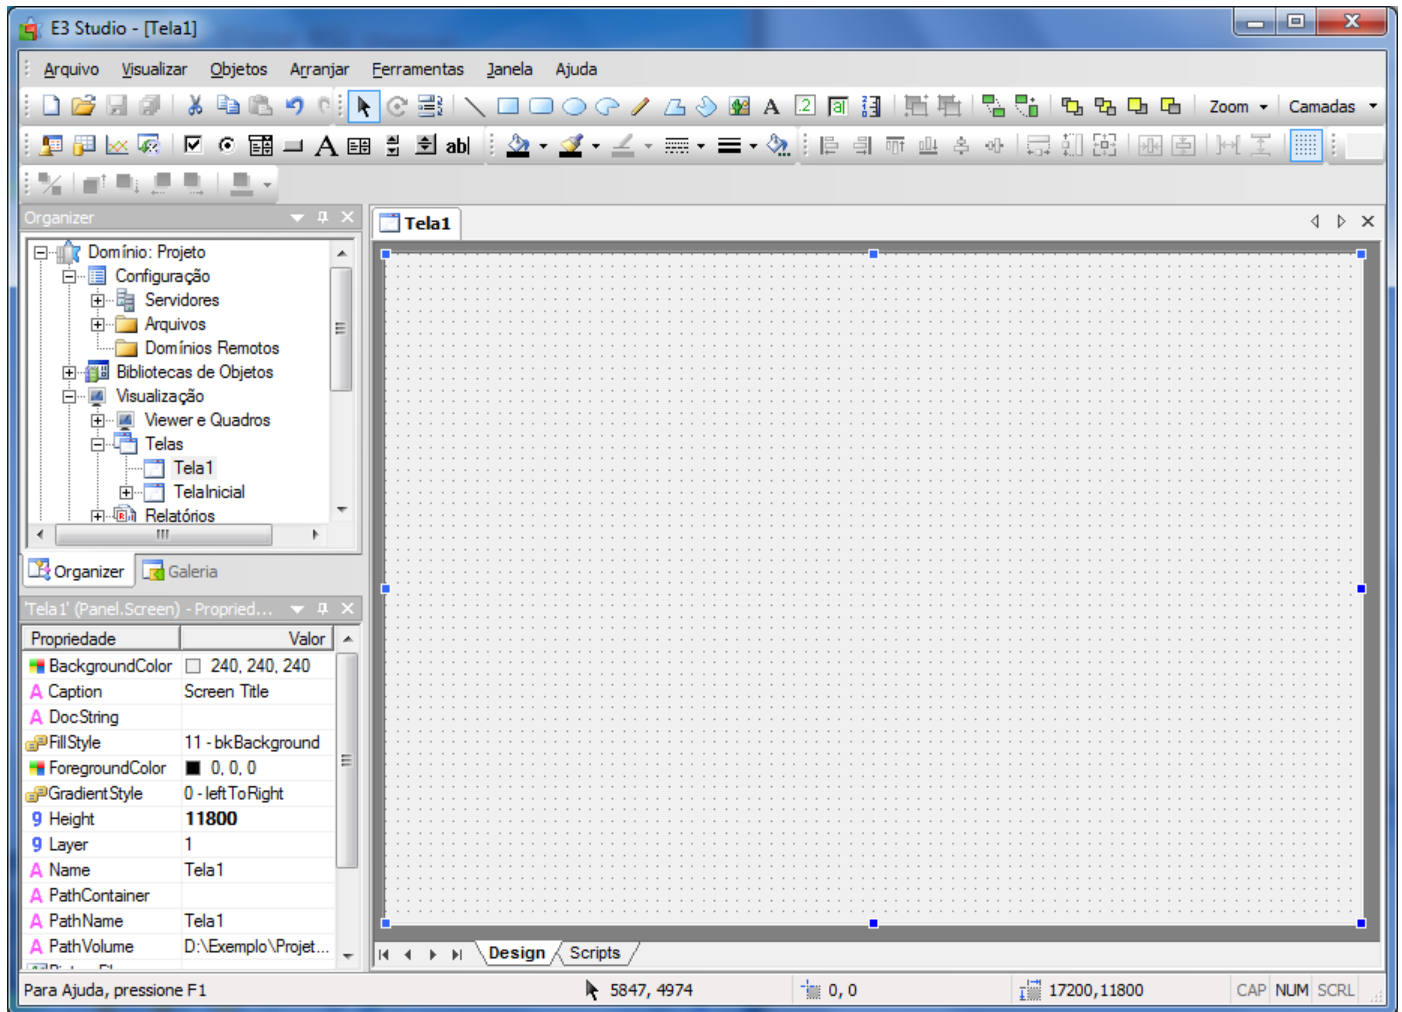 E3 Studio - [Tela1]
Arquivo Visualizar Objetos Arranjar Ferramentas Janela Ajuda
Zoom Camadas
Organizer
Tela1
Domínio: Projeto
Configuração
Servidores
Arquivos
Domínios Remotos
Bibliotecas de Objetos
Visualização
Viewer e Quadros
Telas
Tela1
TelaInicial
Relatórios
Organizer Galeria
'Tela1' (Panel.Screen) - Propried...
Propriedade Valor
BackgroundColor 240, 240, 240
Caption Screen Title
DocString
FillStyle 11 - bkBackground
ForegroundColor 0, 0, 0
GradientStyle 0 - leftToRight
Height 11800
Layer 1
Name Tela1
PathContainer
PathName Tela1
PathVolume D:\Exemplo\Projet...
Design Scripts
Para Ajuda, pressione F1 5847, 4974 0, 0 17200,11800 CAP NUM SCRL